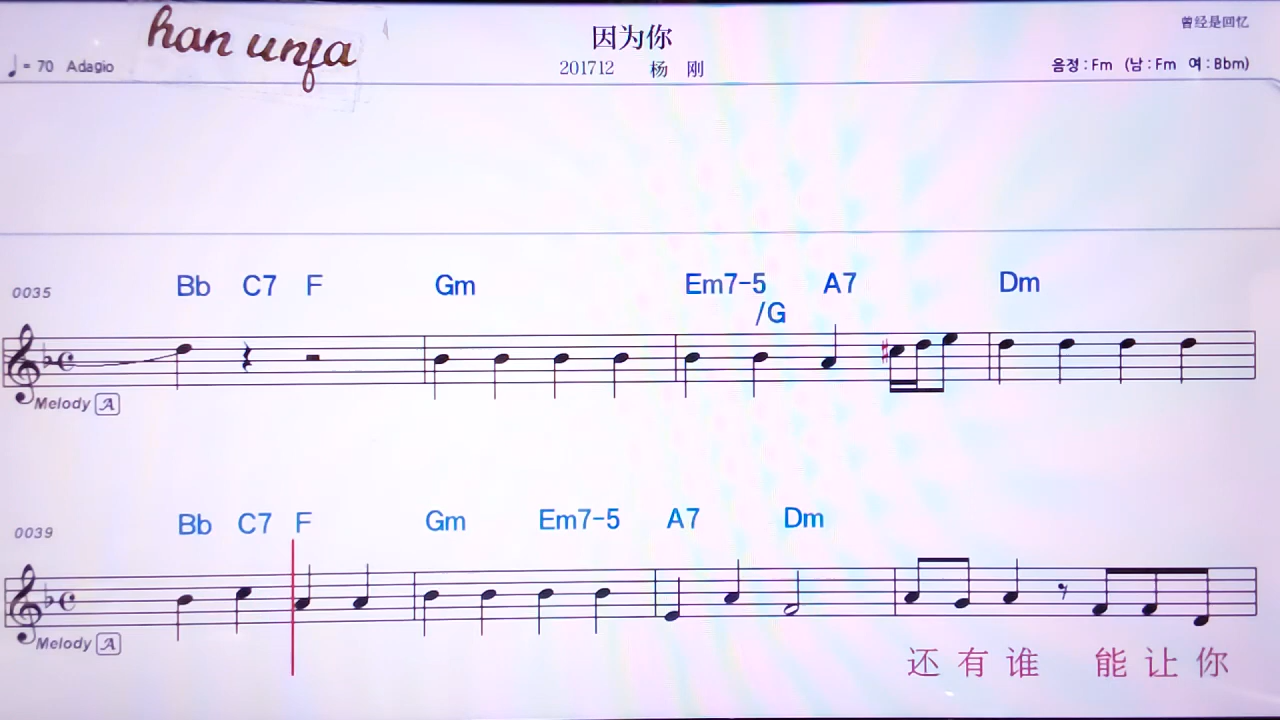 han unfa
因为你
曾经是回忆
♩= 70 Adagio
201712 杨 刚
음정 : Fm (남 : Fm 여 : Bbm)
0035 Bb C7 F Gm Em7-5 A7 Dm
/G
Melody A
0039 Bb C7 F Gm Em7-5 A7 Dm
Melody A
还 有 谁 能 让 你